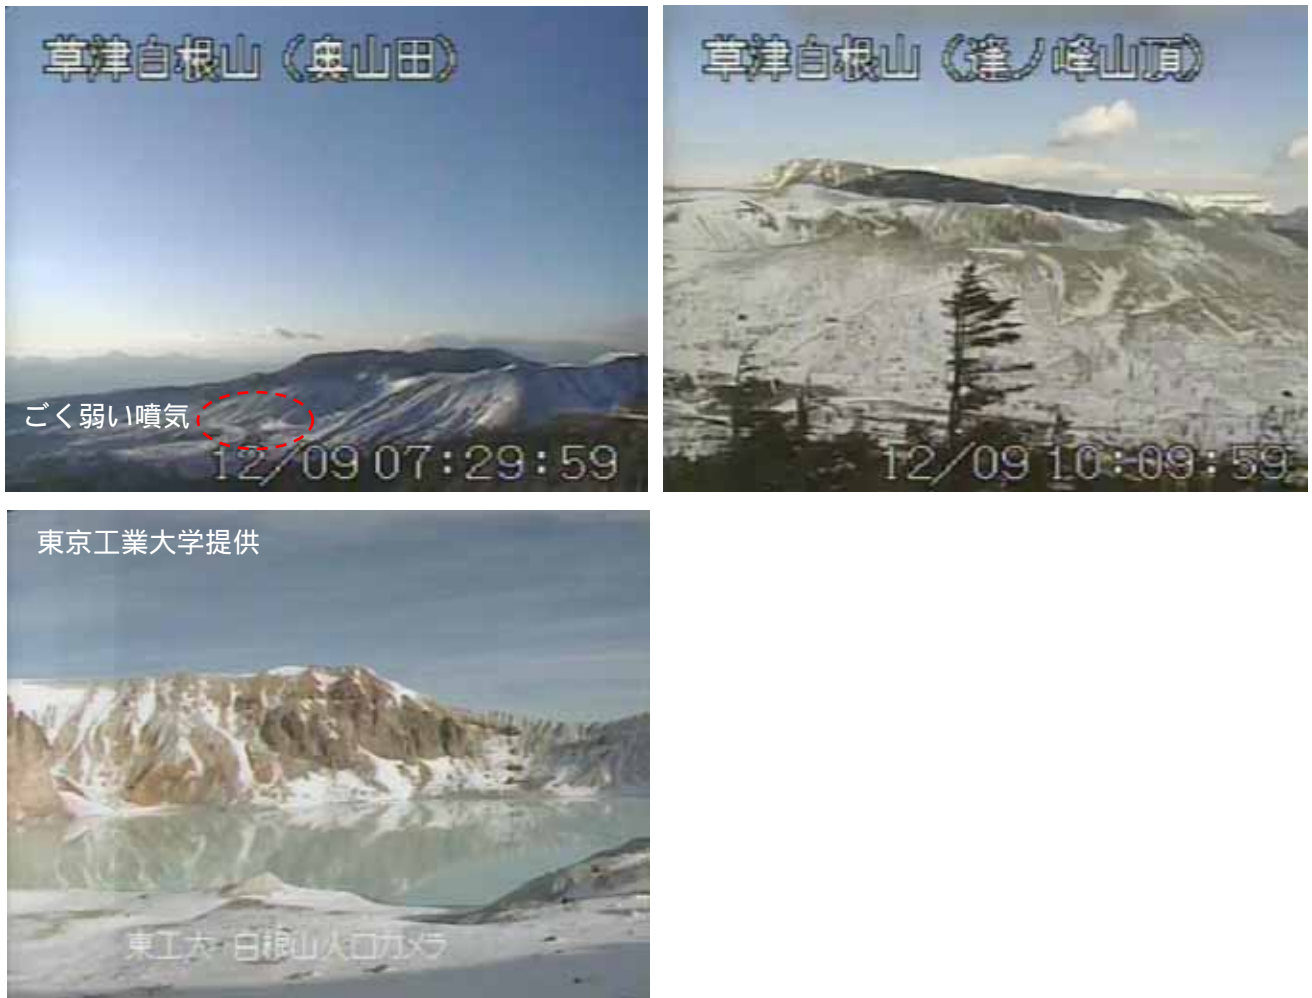 草津白根山（奥山田）
ごく弱い噴気
12/09 07:29:59
草津白根山（逢ノ峰山頂）
12/09 10:09:59
東京工業大学提供
東工大 白根山火口カメラ